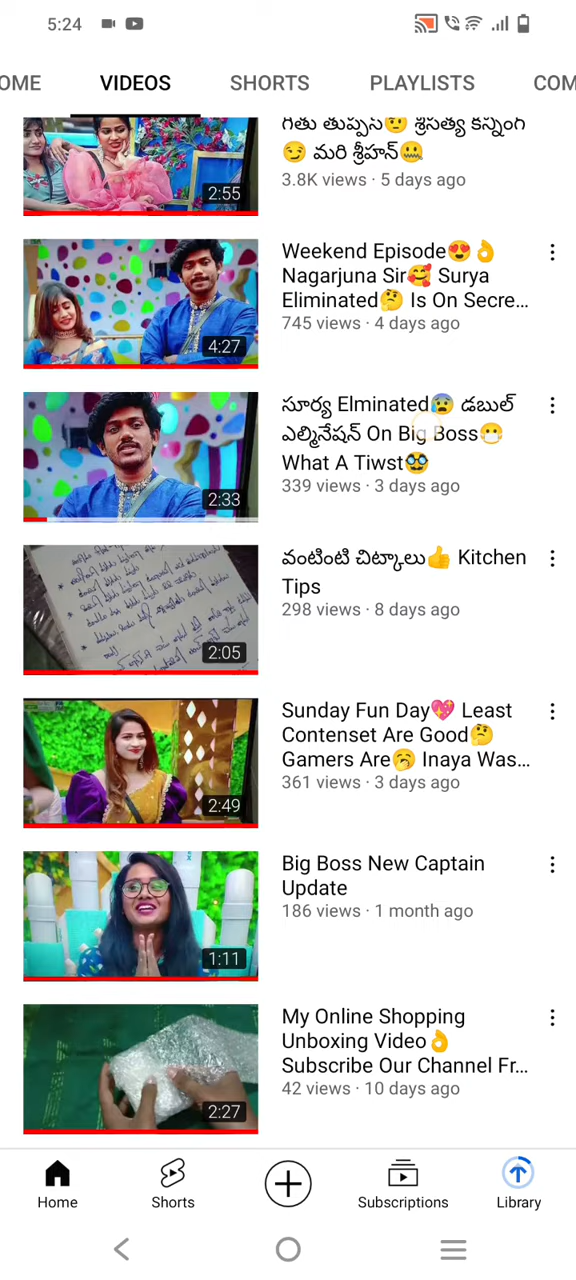 5:24
OME VIDEOS SHORTS PLAYLISTS COM
గీతు తుప్పాస🤨 శ్రీసత్య కన్నింగ్
😏 మరి శ్రీహాన్🤐
3.8K views · 5 days ago
2:55
Weekend Episode😍👌
Nagarjuna Sir🥰 Surya
Eliminated🤔 Is On Secre...
745 views · 4 days ago
4:27
సూర్య Elminated😰 డబుల్
ఎల్మినేషన్ On Big Boss😷
What A Tiwst🥸
339 views · 3 days ago
2:33
వంటింటి చిట్కాలు👍 Kitchen
Tips
298 views · 8 days ago
2:05
Sunday Fun Day💖 Least
Contenset Are Good🤔
Gamers Are🥱 Inaya Was...
361 views · 3 days ago
2:49
Big Boss New Captain
Update
186 views · 1 month ago
1:11
My Online Shopping
Unboxing Video👌
Subscribe Our Channel Fr...
42 views · 10 days ago
2:27
Home Shorts Subscriptions Library